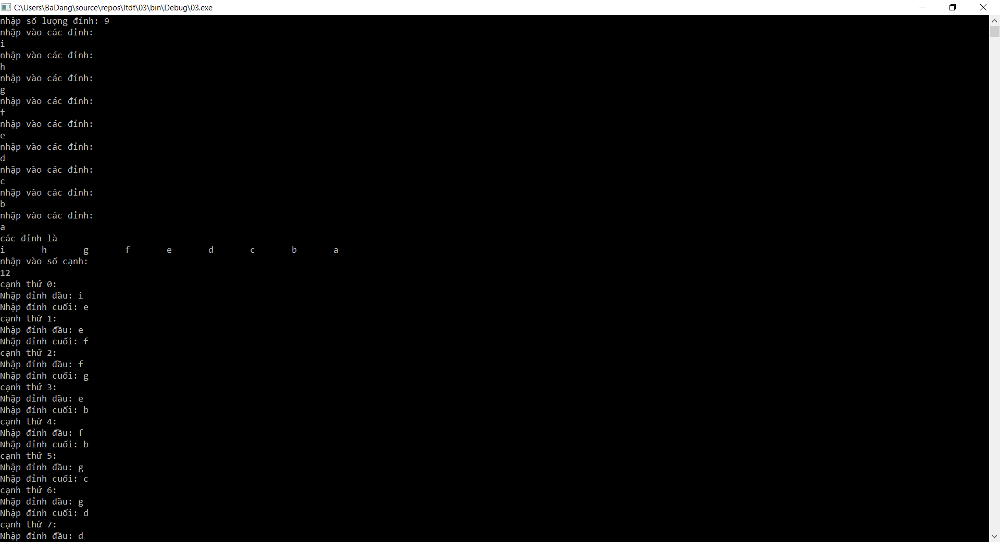 C:\Users\BaDang\source\repos\ltdt\03\bin\Debug\03.exe
nhập số lượng đỉnh: 9
nhập vào các đỉnh:
i
nhập vào các đỉnh:
h
nhập vào các đỉnh:
g
nhập vào các đỉnh:
f
nhập vào các đỉnh:
e
nhập vào các đỉnh:
d
nhập vào các đỉnh:
c
nhập vào các đỉnh:
b
nhập vào các đỉnh:
a
các đỉnh là
i h g f e d c b a
nhập vào số cạnh:
12
cạnh thứ 0:
Nhập đỉnh đầu: i
Nhập đỉnh cuối: e
cạnh thứ 1:
Nhập đỉnh đầu: e
Nhập đỉnh cuối: f
cạnh thứ 2:
Nhập đỉnh đầu: f
Nhập đỉnh cuối: g
cạnh thứ 3:
Nhập đỉnh đầu: e
Nhập đỉnh cuối: b
cạnh thứ 4:
Nhập đỉnh đầu: f
Nhập đỉnh cuối: b
cạnh thứ 5:
Nhập đỉnh đầu: g
Nhập đỉnh cuối: c
cạnh thứ 6:
Nhập đỉnh đầu: g
Nhập đỉnh cuối: d
cạnh thứ 7:
Nhập đỉnh đầu: d